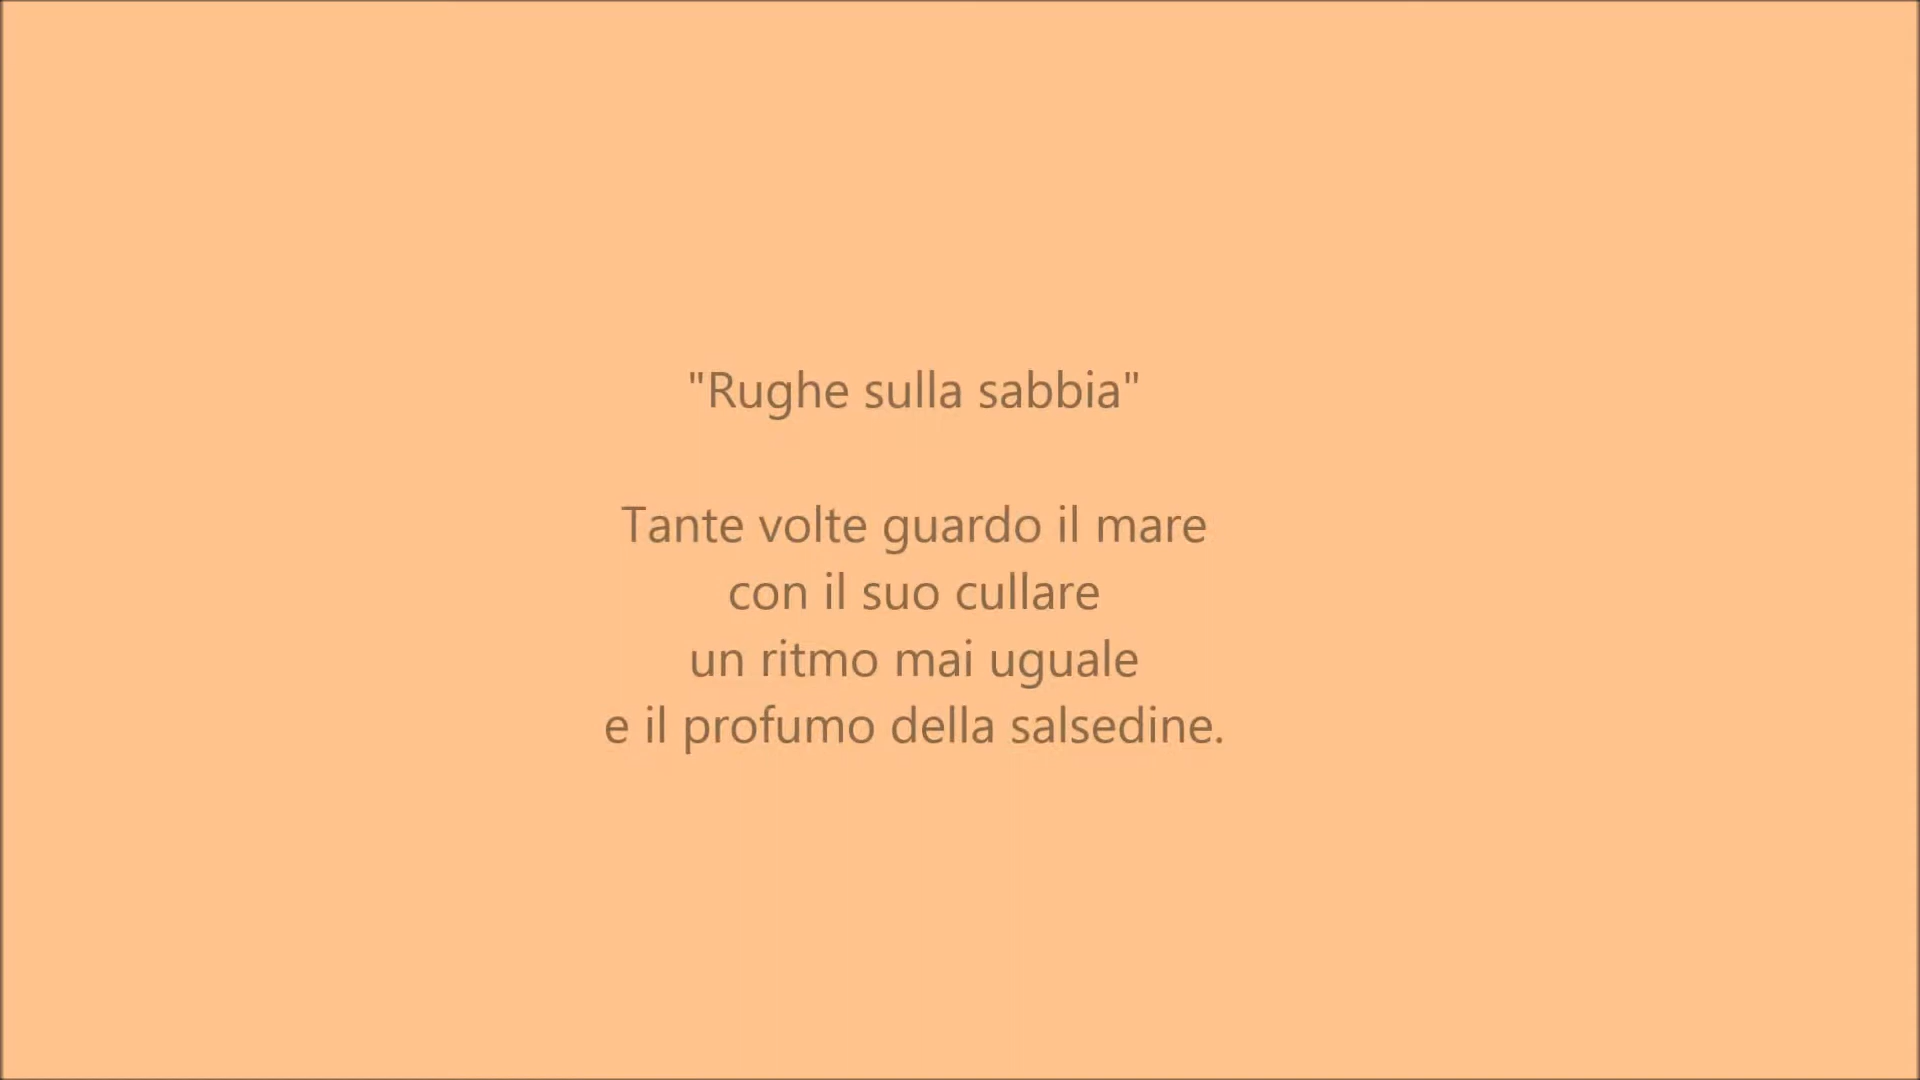 "Rughe sulla sabbia"
Tante volte guardo il mare
con il suo cullare
un ritmo mai uguale
e il profumo della salsedine.